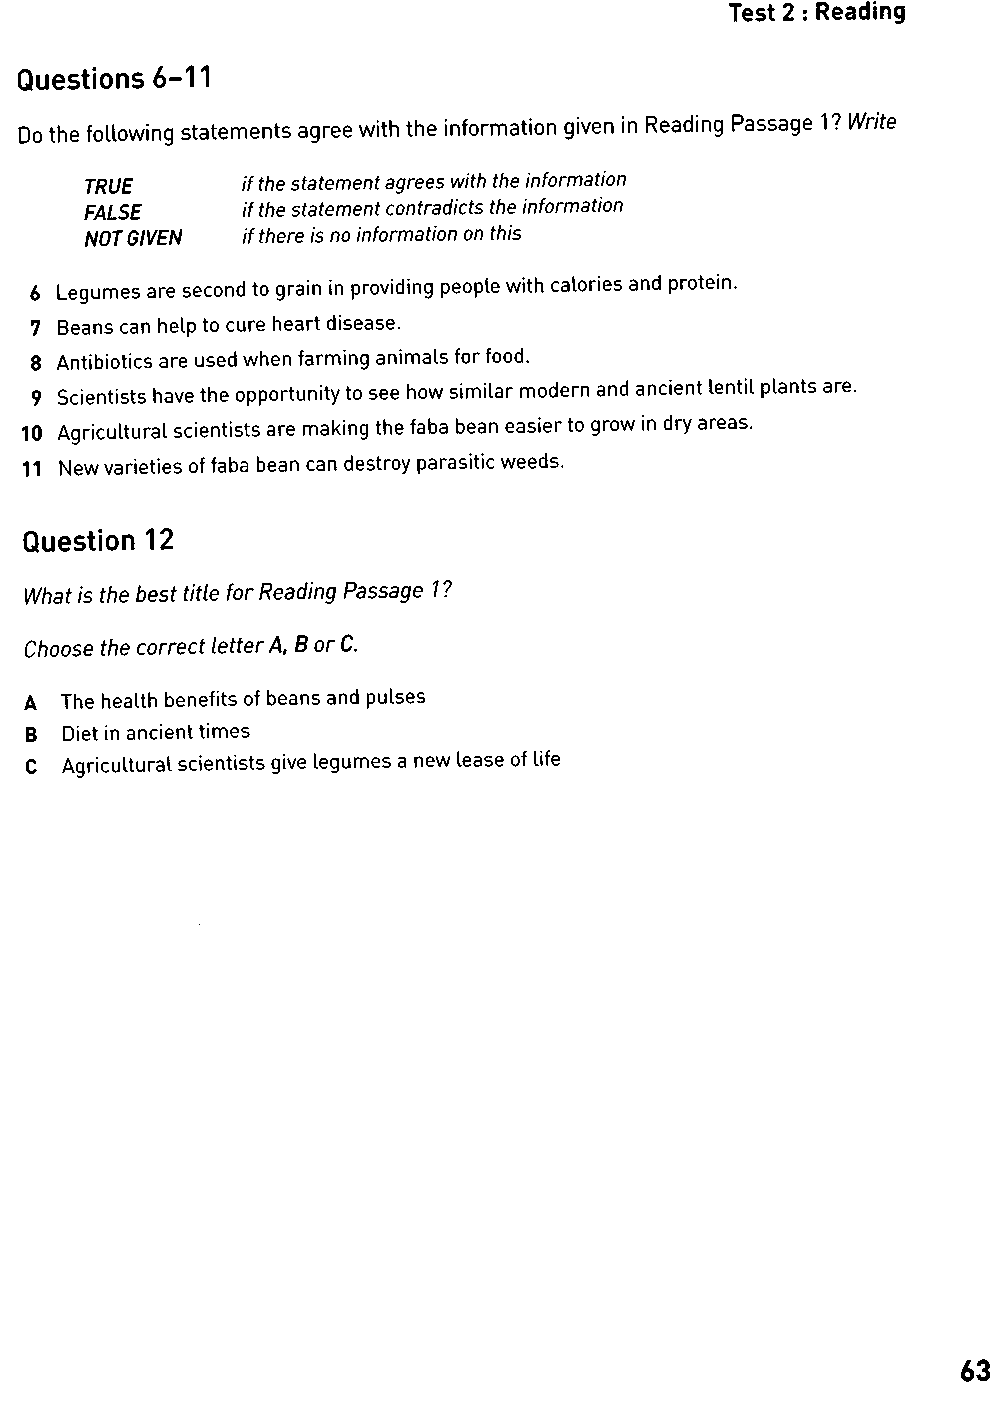 Test 2 : Reading
Questions 6–11
Do the following statements agree with the information given in Reading Passage 1? Write
TRUE if the statement agrees with the information
FALSE if the statement contradicts the information
NOT GIVEN if there is no information on this
6 Legumes are second to grain in providing people with calories and protein.
7 Beans can help to cure heart disease.
8 Antibiotics are used when farming animals for food.
9 Scientists have the opportunity to see how similar modern and ancient lentil plants are.
10 Agricultural scientists are making the faba bean easier to grow in dry areas.
11 New varieties of faba bean can destroy parasitic weeds.
Question 12
What is the best title for Reading Passage 1?
Choose the correct letter A, B or C.
A The health benefits of beans and pulses
B Diet in ancient times
C Agricultural scientists give legumes a new lease of life
63